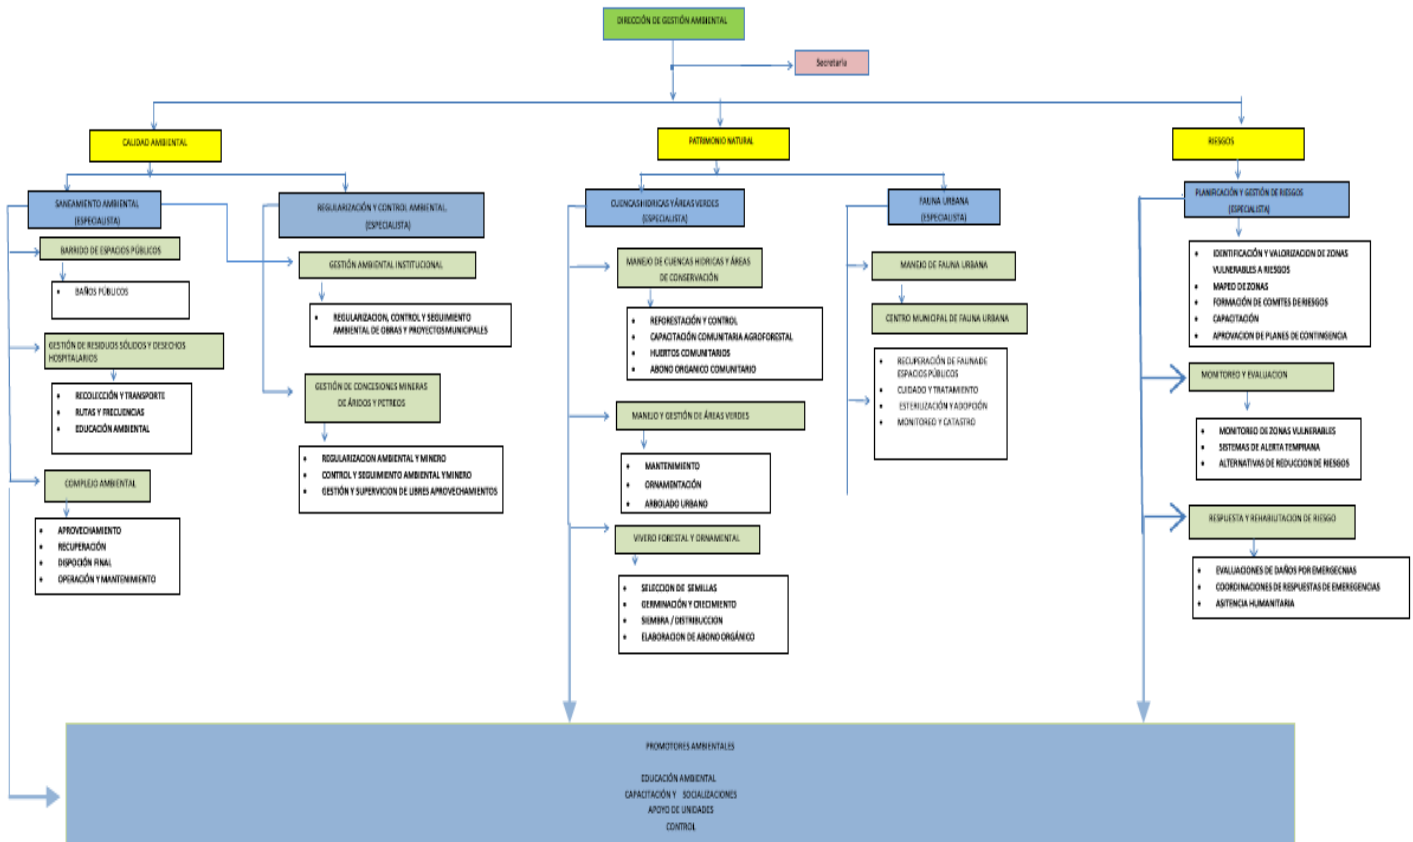 DIRECCIÓN DE GESTIÓN AMBIENTAL
Secretaría
CALIDAD AMBIENTAL
PATRIMONIO NATURAL
RIESGOS
SANEAMIENTO AMBIENTAL
(ESPECIALISTA)
REGULARIZACIÓN Y CONTROL AMBIENTAL.
(ESPECIALISTA)
CUENCAS HIDRICAS Y ÁREAS VERDES
(ESPECIALISTA)
FAUNA URBANA
(ESPECIALISTA)
PLANIFICACIÓN Y GESTIÓN DE RIESGOS
(ESPECIALISTA)
BARRIDO DE ESPACIOS PÚBLICOS
• BAÑOS PÚBLICOS
GESTIÓN DE RESIDUOS SÓLIDOS Y DESECHOS
HOSPITALARIOS
• RECOLECCIÓN Y TRANSPORTE
• RUTAS Y FRECUENCIAS
• EDUCACIÓN AMBIENTAL
COMPLEJO AMBIENTAL
• APROVECHAMIENTO
• RECUPERACIÓN
• DISPOCIÓN FINAL
• OPERACIÓN Y MANTENIMIENTO
GESTIÓN AMBIENTAL INSTITUCIONAL
• REGULARIZACION, CONTROL Y SEGUIMIENTO
AMBIENTAL DE OBRAS Y PROYECTOS MUNICIPALES
GESTIÓN DE CONCESIONES MINERAS
DE ÁRIDOS Y PETREOS
• REGULARIZACION AMBIENTAL Y MINERO
• CONTROL Y SEGUIMIENTO AMBIENTAL Y MINERO
• GESTIÓN Y SUPERVICION DE LIBRES APROVECHAMIENTOS
MANEJO DE CUENCAS HIDRICAS Y ÁREAS
DE CONSERVACIÓN
• REFORESTACIÓN Y CONTROL
• CAPACITACIÓN COMUNITARIA AGROFORESTAL
• HUERTOS COMUNITARIOS
• ABONO ORGANICO COMUNITARIO
MANEJO Y GESTIÓN DE ÁREAS VERDES
• MANTENIMIENTO
• ORNAMENTACIÓN
• ARBOLADO URBANO
VIVERO FORESTAL Y ORNAMENTAL
• SELECCION DE SEMILLAS
• GERMINACIÓN Y CRECIMIENTO
• SIEMBRA / DISTRIBUCCION
• ELABORACION DE ABONO ORGÁNICO
MANEJO DE FAUNA URBANA
CENTRO MUNICIPAL DE FAUNA URBANA
• RECUPERACIÓN DE FAUNA DE
ESPACIOS PÚBLICOS
• CUIDADO Y TRATAMIENTO
• ESTERILIZACIÓN Y ADOPCIÓN
• MONITOREO Y CATASTRO
• IDENTIFICACIÓN Y VALORIZACION DE ZONAS
VULNERABLES A RIESGOS
• MAPEO DE ZONAS
• FORMACIÓN DE COMITES DE RIESGOS
• CAPACITACIÓN
• APROVACION DE PLANES DE CONTINGENCIA
MONITOREO Y EVALUACION
• MONITOREO DE ZONAS VULNERABLES
• SISTEMAS DE ALERTA TEMPRANA
• ALTERNATIVAS DE REDUCCION DE RIESGOS
RESPUESTA Y REHABILITACION DE RIESGO
• EVALUACIONES DE DAÑOS POR EMERGECNIAS
• COORDINACIONES DE RESPUESTAS DE EMEREGENCIAS
• ASITENCIA HUMANITARIA
PROMOTORES AMBIENTALES
EDUCACIÓN AMBIENTAL
CAPACITACIÓN Y SOCIALIZACIONES
APOYO DE UNIDADES
CONTROL